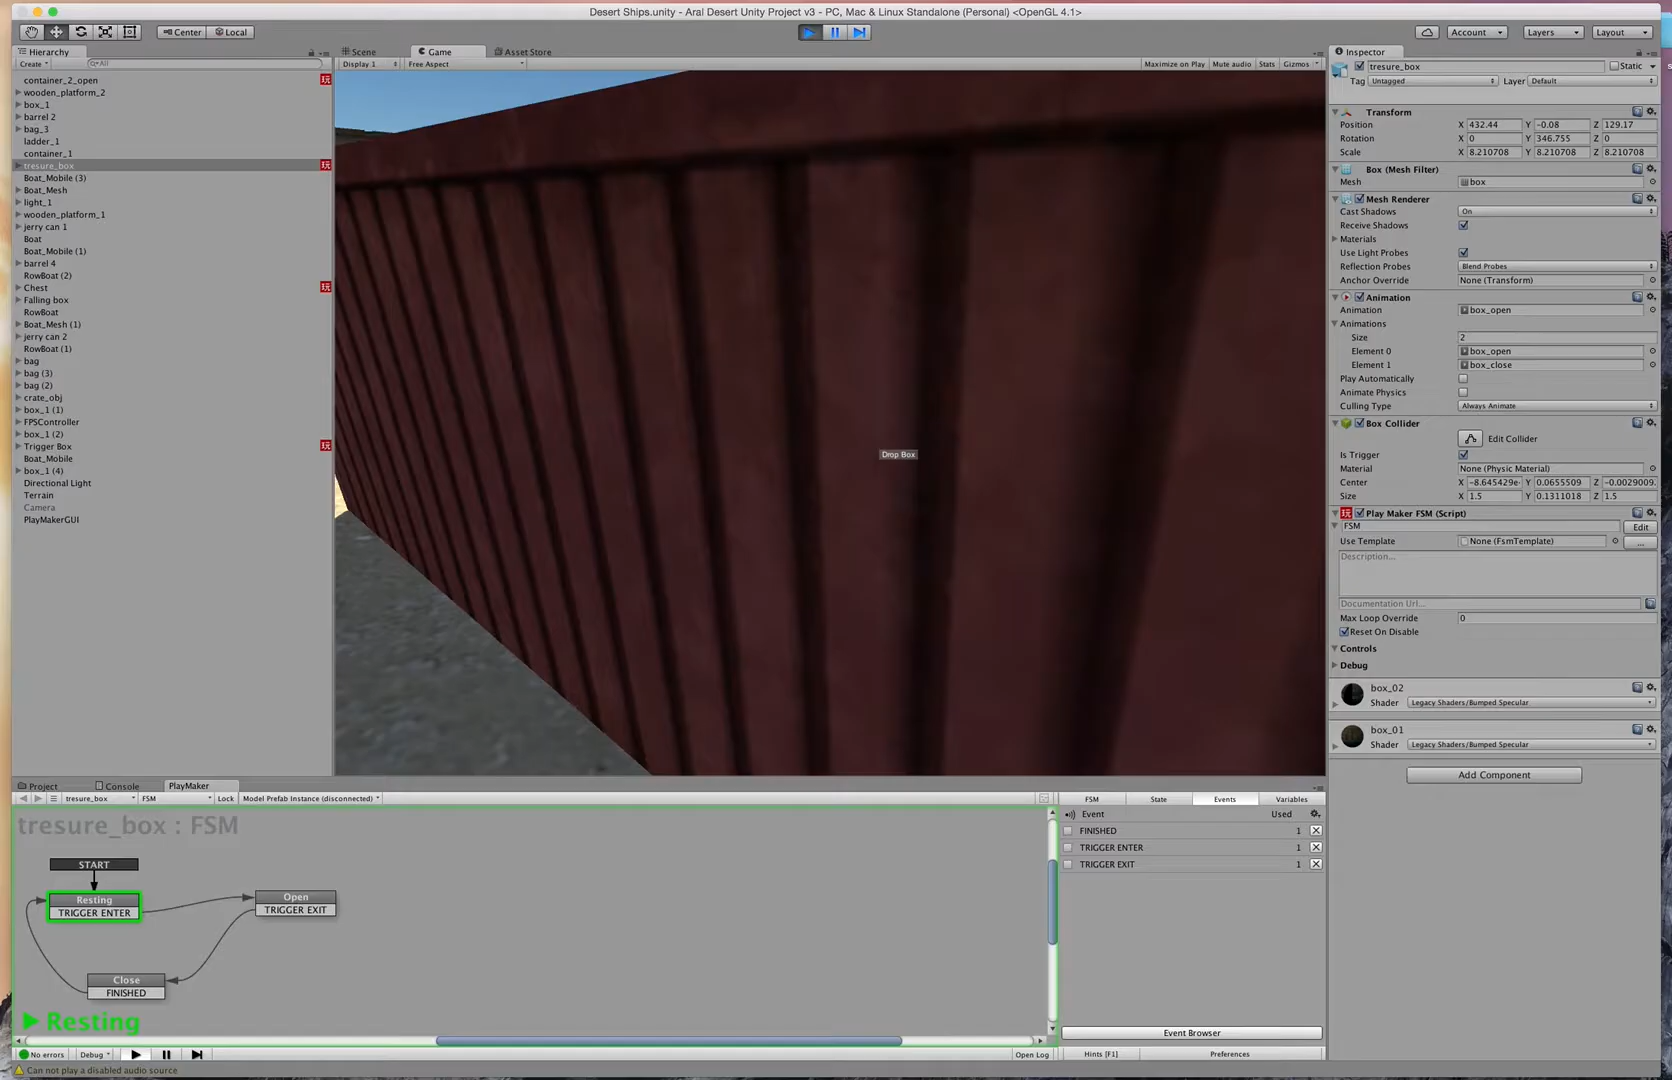 Desert Ships.unity - Aral Desert Unity Project v3 - PC, Mac & Linux Standalone (Personal) <OpenGL 4.1>
Center Local Account Layers Layout
Hierarchy
Create All
container_2_open
wooden_platform_2
box_1
barrel 2
bag_3
ladder_1
container_1
tresure_box
Boat_Mobile (3)
Boat_Mesh
light_1
wooden_platform_1
jerry can 1
Boat
Boat_Mobile (1)
barrel 4
RowBoat (2)
Chest
Falling box
RowBoat
Boat_Mesh (1)
jerry can 2
RowBoat (1)
bag
bag (3)
bag (2)
crate_obj
box_1 (1)
FPSController
box_1 (2)
Trigger Box
Boat_Mobile
box_1 (4)
Directional Light
Terrain
Camera
PlayMakerGUI
Scene Game Asset Store
Display 1 Free Aspect Maximize on Play Mute audio Stats Gizmos
Drop Box
Inspector
tresure_box Static
Tag Untagged Layer Default
Transform
Position X 432.44 Y -0.08 Z 129.17
Rotation X 0 Y 346.755 Z 0
Scale X 8.210708 Y 8.210708 Z 8.210708
Box (Mesh Filter)
Mesh box
Mesh Renderer
Cast Shadows On
Receive Shadows
Materials
Use Light Probes
Reflection Probes Blend Probes
Anchor Override None (Transform)
Animation
Animation box_open
Animations
Size 2
Element 0 box_open
Element 1 box_close
Play Automatically
Animate Physics
Culling Type Always Animate
Box Collider
Edit Collider
Is Trigger
Material None (Physic Material)
Center X -8.645429e- Y 0.0655509 Z -0.0029009.
Size X 1.5 Y 0.1311018 Z 1.5
玩 Play Maker FSM (Script)
FSM Edit
Use Template None (FsmTemplate) ...
Description...
Documentation Url...
Max Loop Override 0
Reset On Disable
Controls
Debug
box_02
Shader Legacy Shaders/Bumped Specular
box_01
Shader Legacy Shaders/Bumped Specular
Add Component
Project Console PlayMaker
tresure_box FSM Lock Model Prefab Instance (disconnected)
tresure_box : FSM
START
Resting
TRIGGER ENTER
Open
TRIGGER EXIT
Close
FINISHED
Resting
FSM State Events Variables
Event Used
FINISHED 1
TRIGGER ENTER 1
TRIGGER EXIT 1
Event Browser
No errors Debug Open Log Hints [F1] Preferences
Can not play a disabled audio source